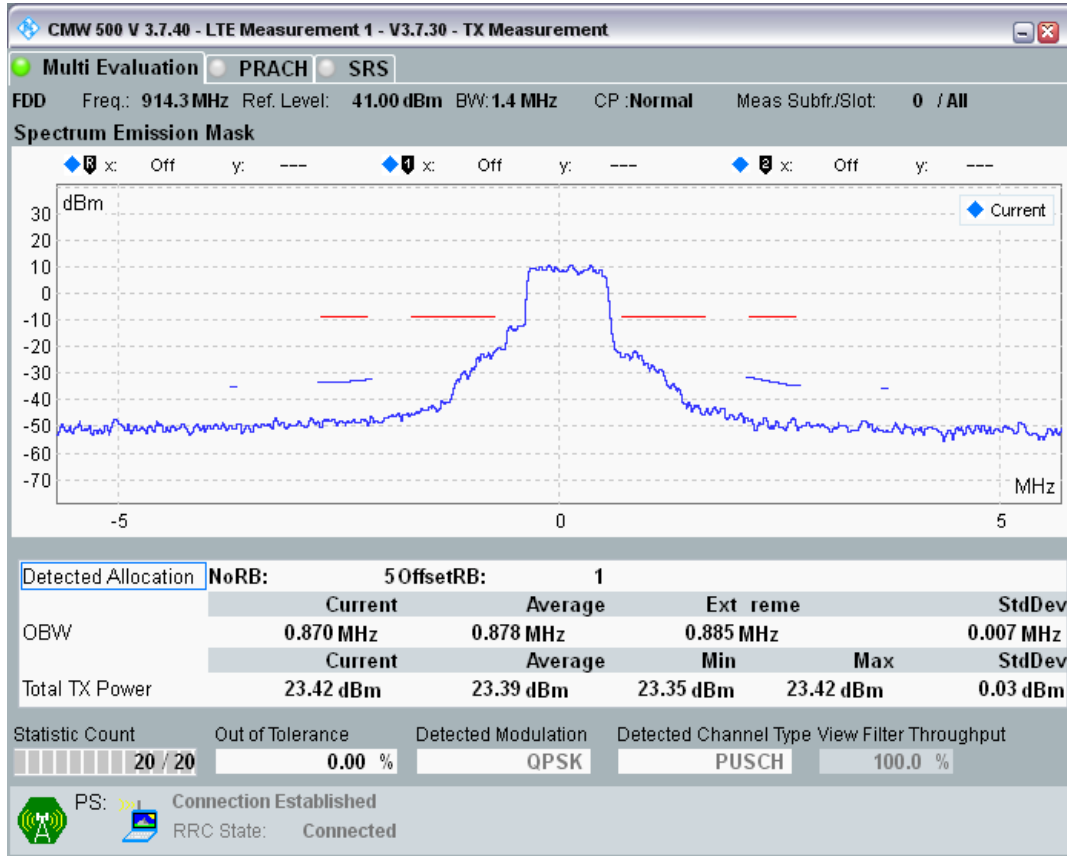 CMW 500 V 3.7.40 - LTE Measurement 1 - V3.7.30 - TX Measurement
Multi Evaluation PRACH SRS
FDD Freq.: 914.3 MHz Ref. Level: 41.00 dBm BW: 1.4 MHz CP :Normal Meas Subfr./Slot: 0 / All
Spectrum Emission Mask
R x: Off y: --- 1 x: Off y: --- 2 x: Off y: ---
dBm
Current
30
20
10
0
-10
-20
-30
-40
-50
-60
-70
MHz
-5 0 5
Detected Allocation NoRB: 5 OffsetRB: 1
Current Average Ext reme StdDev
OBW 0.870 MHz 0.878 MHz 0.885 MHz 0.007 MHz
Current Average Min Max StdDev
Total TX Power 23.42 dBm 23.39 dBm 23.35 dBm 23.42 dBm 0.03 dBm
Statistic Count Out of Tolerance Detected Modulation Detected Channel Type View Filter Throughput
20 / 20 0.00 % QPSK PUSCH 100.0 %
PS: Connection Established
RRC State: Connected